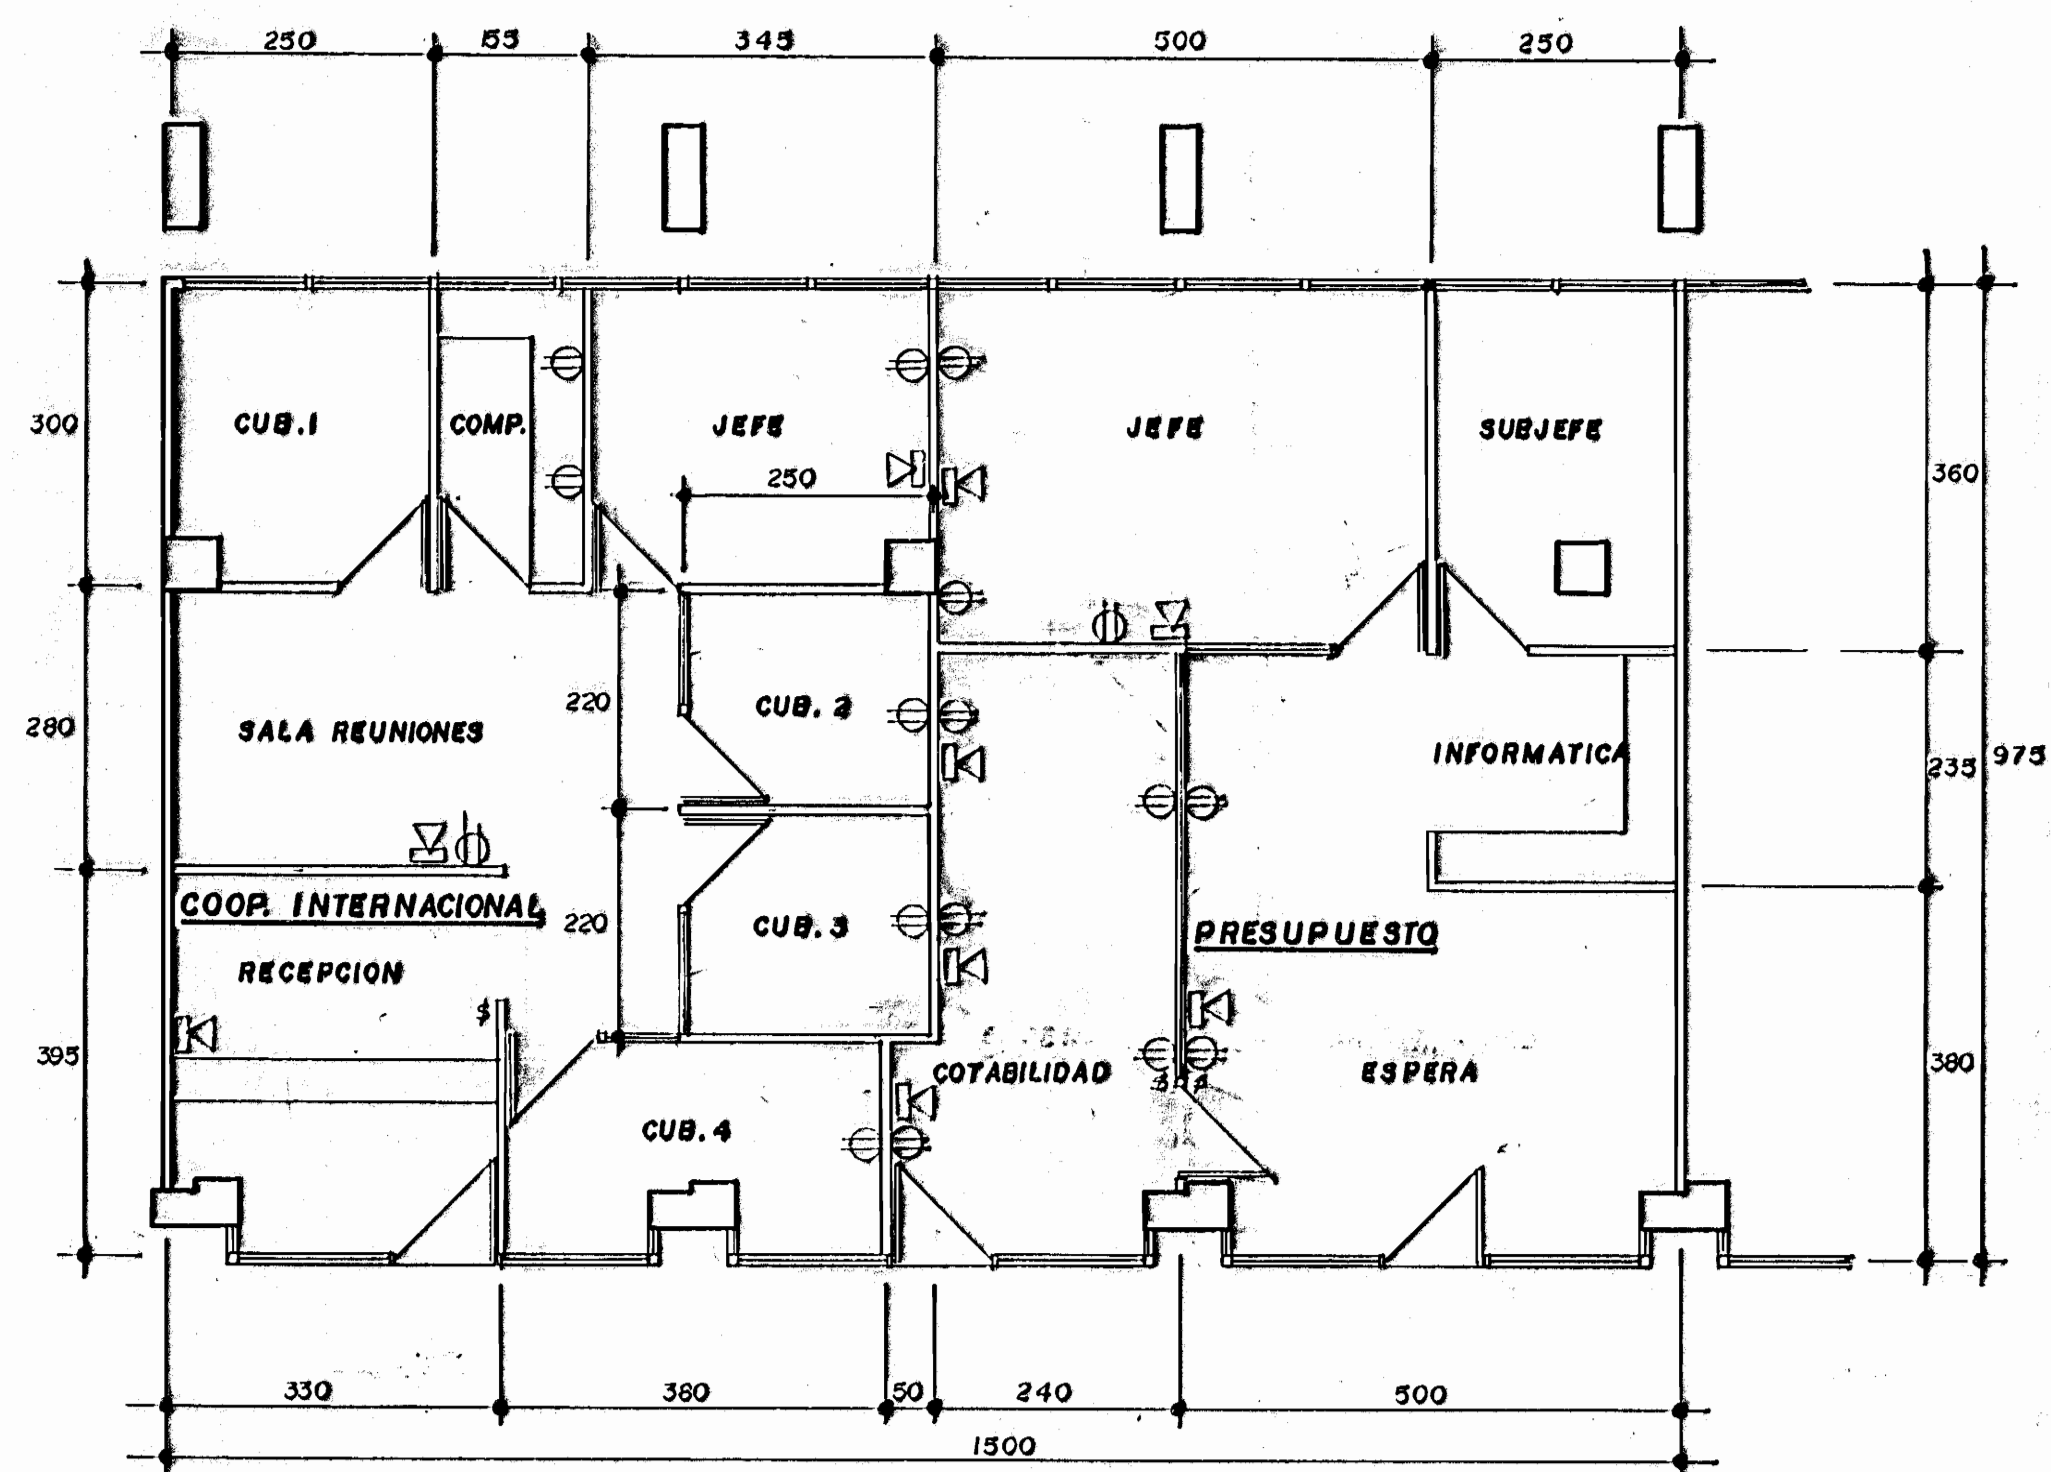 250 155 345 500 250
300
CUB.1
COMP.
JEFE
JEFE
SUBJEFE
250
360
220
CUB. 2
SALA REUNIONES
280
INFORMATICA
235
975
COOP. INTERNACIONAL
220
CUB. 3
PRESUPUESTO
RECEPCION
$
395
COTABILIDAD
ESPERA
380
CUB. 4
330 380 50 240 500
1500